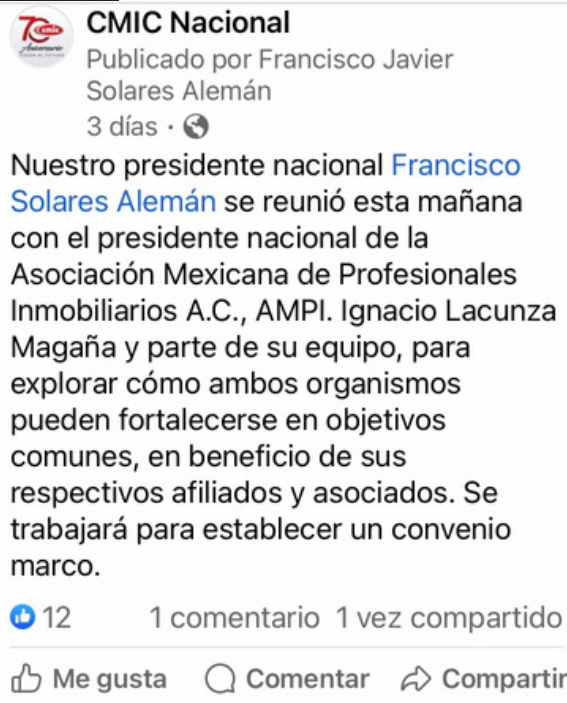 70 cmic
Aniversario
CMIC Nacional
Publicado por Francisco Javier
Solares Alemán
3 días ·
Nuestro presidente nacional Francisco
Solares Alemán se reunió esta mañana
con el presidente nacional de la
Asociación Mexicana de Profesionales
Inmobiliarios A.C., AMPI. Ignacio Lacunza
Magaña y parte de su equipo, para
explorar cómo ambos organismos
pueden fortalecerse en objetivos
comunes, en beneficio de sus
respectivos afiliados y asociados. Se
trabajará para establecer un convenio
marco.
12 1 comentario 1 vez compartido
Me gusta Comentar Compartir